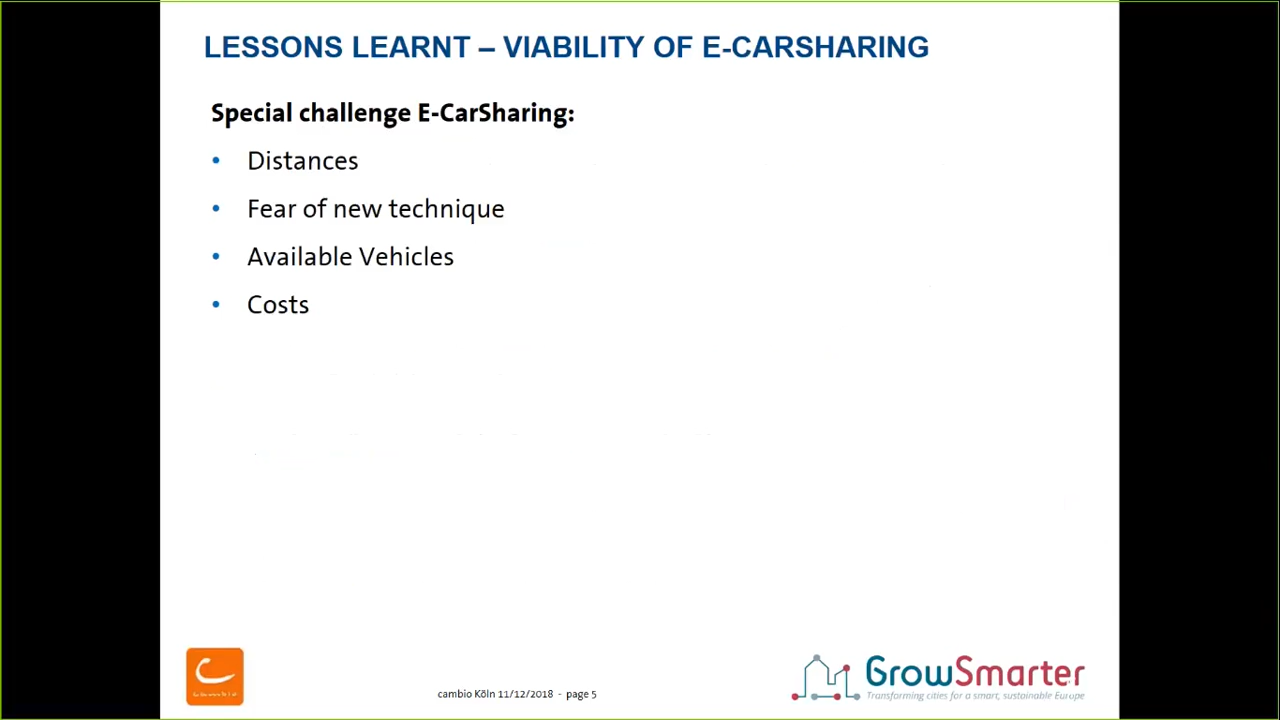 LESSONS LEARNT – VIABILITY OF E-CARSHARING
Special challenge E-CarSharing:
• Distances
• Fear of new technique
• Available Vehicles
• Costs
cambio Köln 11/12/2018 - page 5
GrowSmarter
Transforming cities for a smart, sustainable Europe